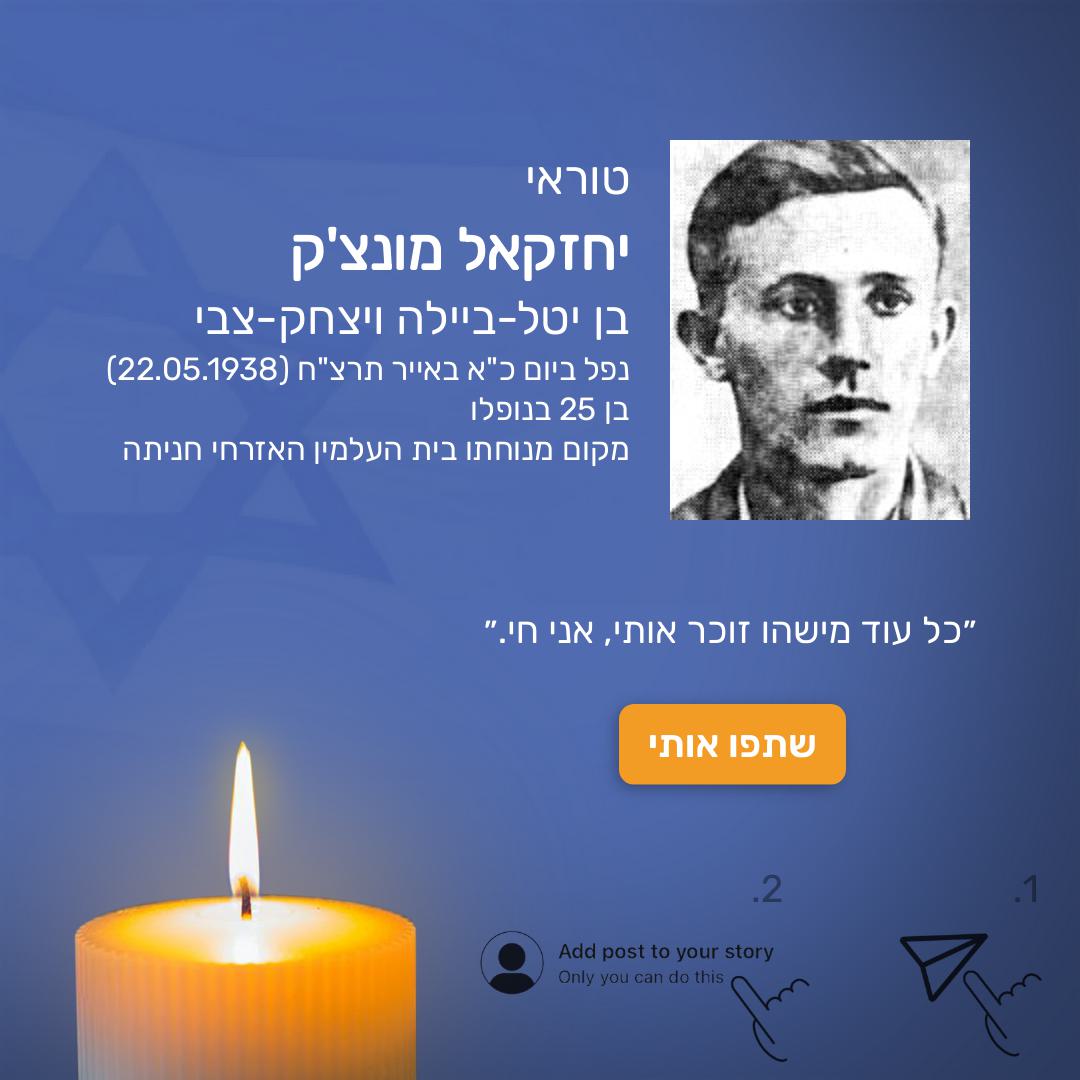 טוראי
יחזקאל מונצ'ק
בן יטל-ביילה ויצחק-צבי
נפל ביום כ"א באייר תרצ"ח (22.05.1938)
בן 25 בנופלו
מקום מנוחתו בית העלמין האזרחי חניתה
״כל עוד מישהו זוכר אותי, אני חי.״
שתפו אותי
1.
2.
Add post to your story
Only you can do this